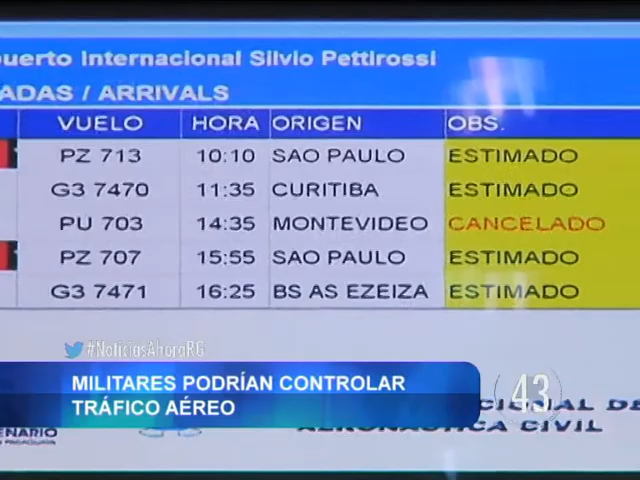 Internacional Silvio Pettirossi
/ ARRIVALS
VUELO HORA ORIGEN OBS.
PZ 713 10:10 SAO PAULO ESTIMADO
G3 7470 11:35 CURITIBA ESTIMADO
PU 703 14:35 MONTEVIDEO CANCELADO
PZ 707 15:55 SAO PAULO ESTIMADO
G3 7471 16:25 BS AS EZEIZA ESTIMADO
#NoticiasAhoraRG
MILITARES PODRÍAN CONTROLAR
TRÁFICO AÉREO
43
AERONAUTICA CIVIL